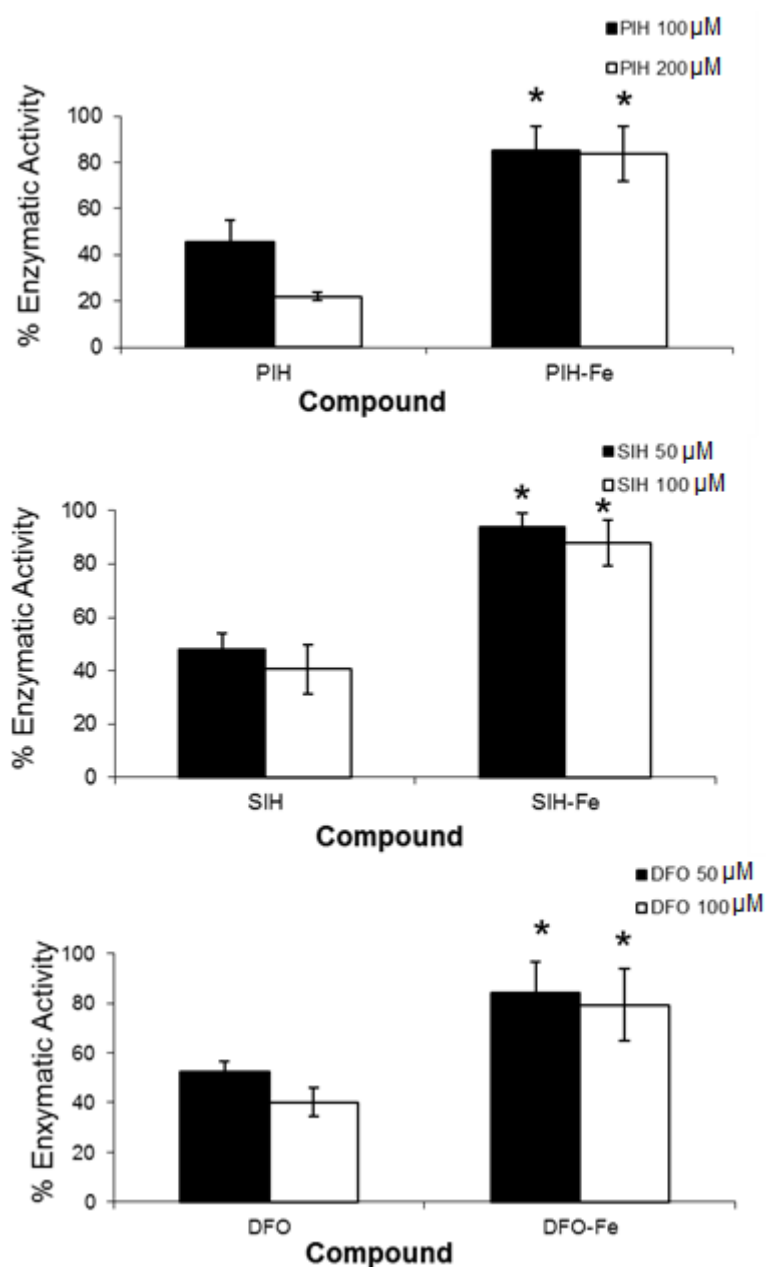 PIH 100 µM
PIH 200 µM
* *
100
80
60
40
20
0
% Enzymatic Activity
PIH PIH-Fe
Compound
SIH 50 µM
SIH 100 µM
* *
100
80
60
40
20
0
% Enzymatic Activity
SIH SIH-Fe
Compound
DFO 50 µM
DFO 100 µM
* *
100
80
60
40
20
0
% Enxymatic Activity
DFO DFO-Fe
Compound